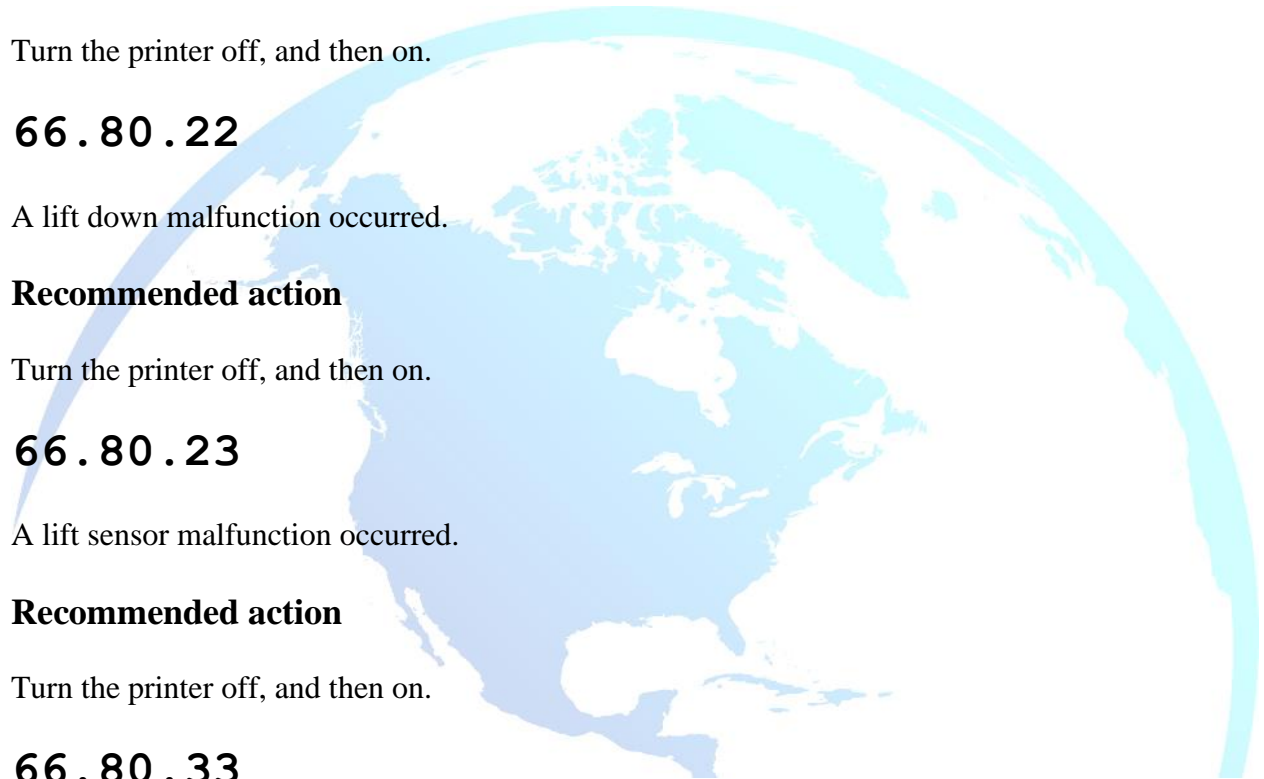 Turn the printer off, and then on.
66.80.22
A lift down malfunction occurred.
Recommended action
Turn the printer off, and then on.
66.80.23
A lift sensor malfunction occurred.
Recommended action
Turn the printer off, and then on.
66.80.33